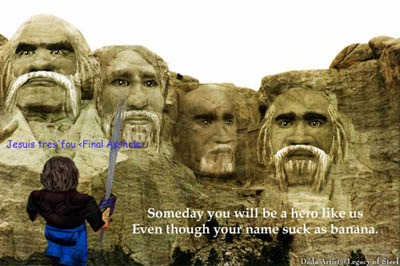 Jesuis tres fou <Final Asshole>
Someday you will be a hero like us
Even though your name suck as banana.
Dada Artist@Legacy of Steel